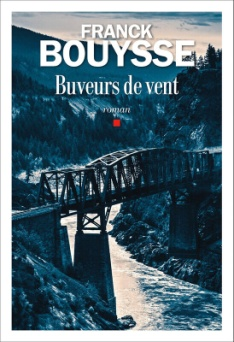 FRANCK
BOUYSSE
Buveurs de vent
roman